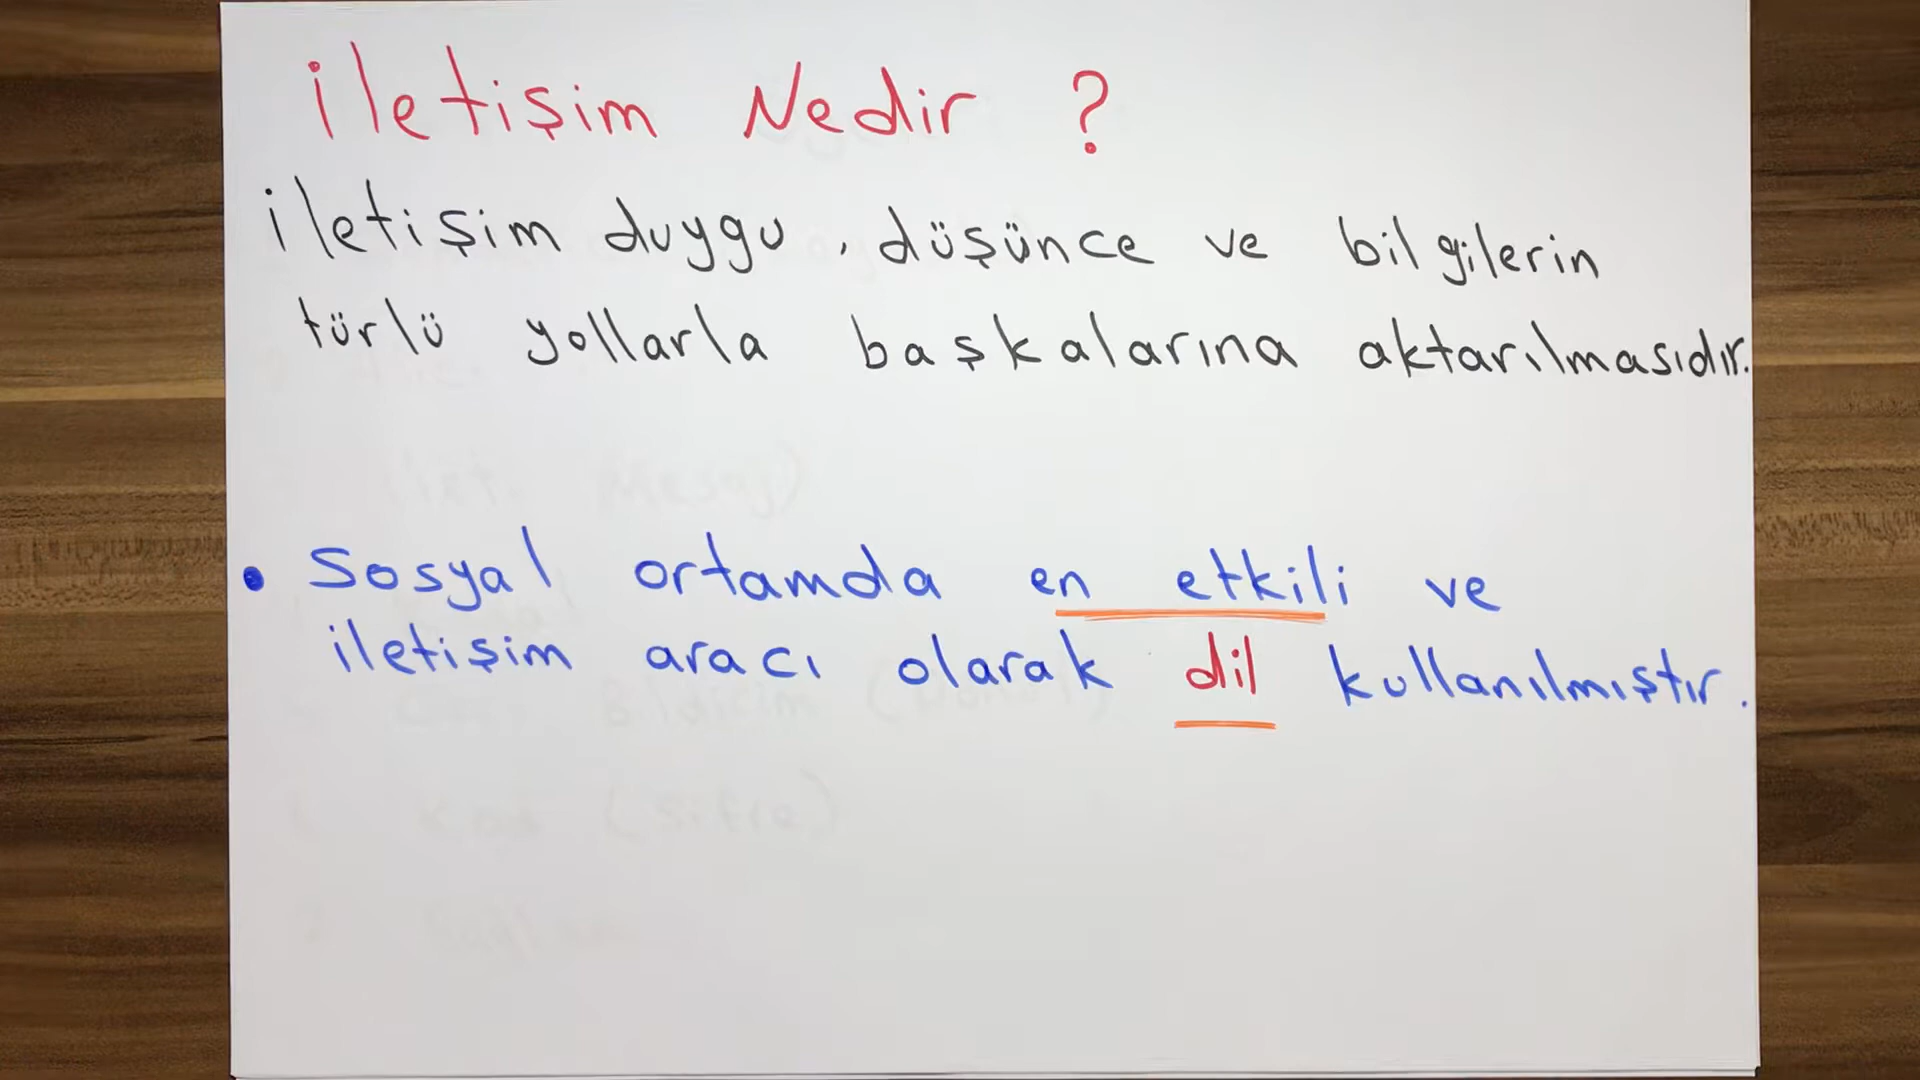 iletişim Nedir ?
iletişim duygu, düşünce ve bilgilerin
türlü yollarla başkalarına aktarılmasıdır.
• Sosyal ortamda en etkili ve
iletişim aracı olarak dil kullanılmıştır.